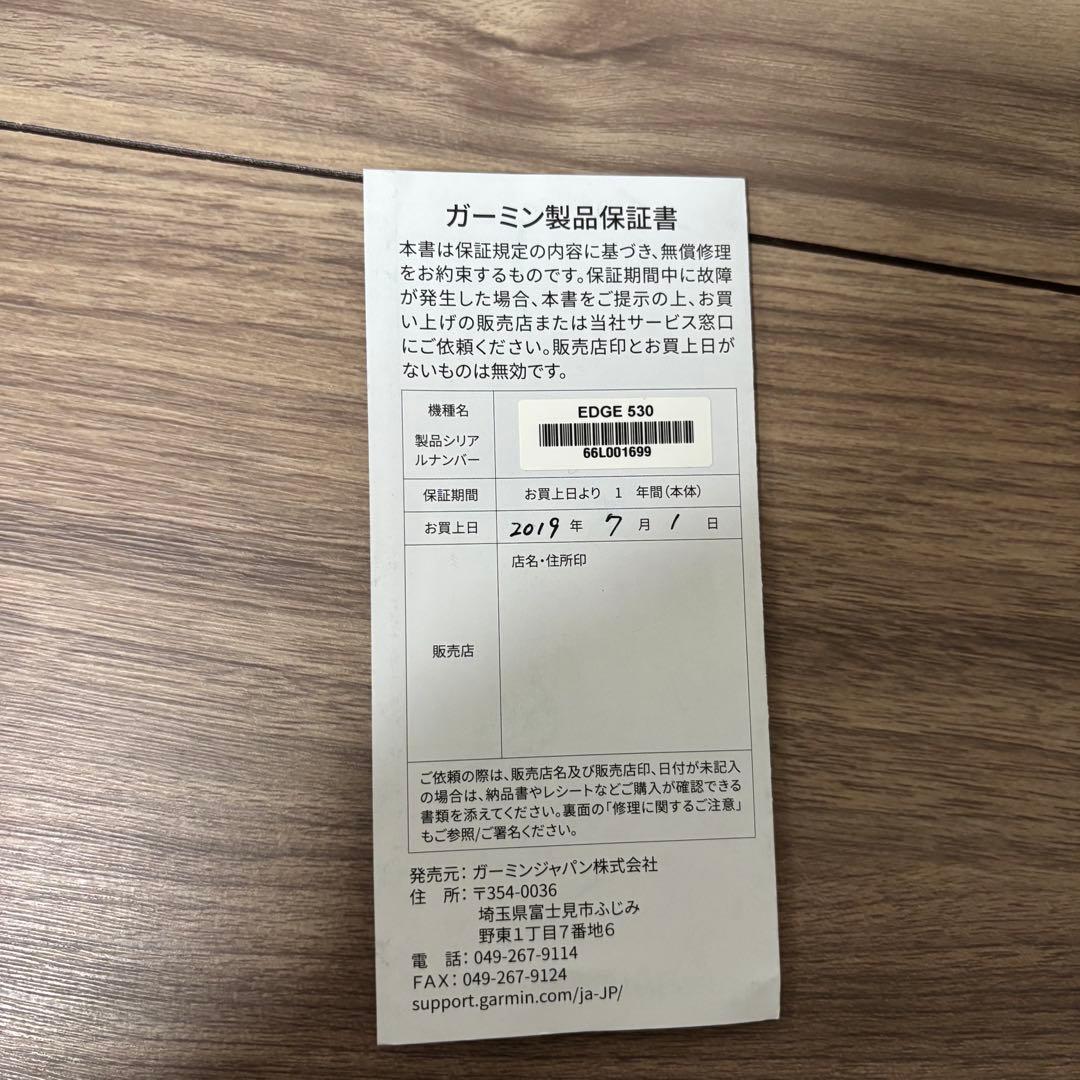 ガーミン製品保証書
本書は保証規定の内容に基づき、無償修理
をお約束するものです。保証期間中に故障
が発生した場合、本書をご提示の上、お買
い上げの販売店または当社サービス窓口
にご依頼ください。販売店印とお買上日が
ないものは無効です。
機種名
EDGE 530
製品シリア
ルナンバー
66L001699
保証期間
お買上日より 1 年間(本体)
お買上日
2019 年 7 月 1 日
店名・住所印
販売店
ご依頼の際は、販売店名及び販売店印、日付が未記入
の場合は、納品書やレシートなどご購入が確認できる
書類を添えてください。裏面の「修理に関するご注意」
もご参照/ご署名ください。
発売元：ガーミンジャパン株式会社
住 所：〒354-0036
埼玉県富士見市ふじみ
野東1丁目7番地6
電 話：049-267-9114
FAX：049-267-9124
support.garmin.com/ja-JP/